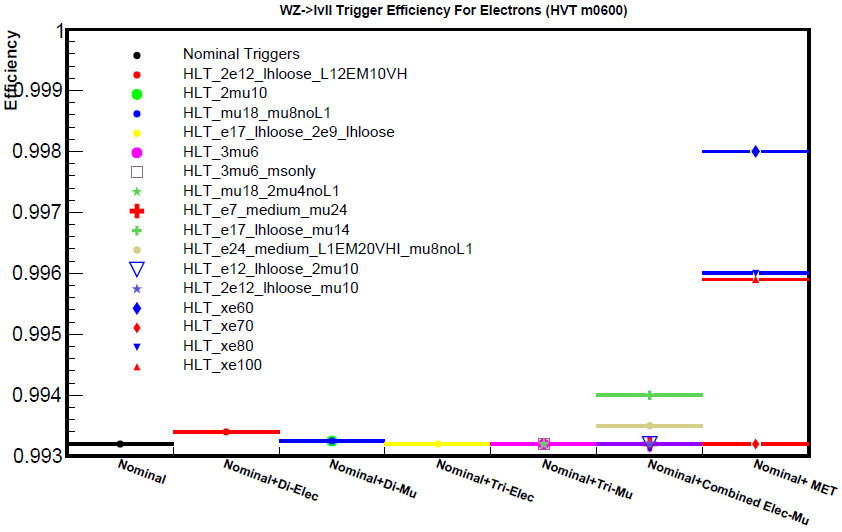 WZ->lvll Trigger Efficiency For Electrons (HVT m0600)
Efficiency
1
0.999
0.998
0.997
0.996
0.995
0.994
0.993
Nominal Triggers
HLT_2e12_lhloose_L12EM10VH
HLT_2mu10
HLT_mu18_mu8noL1
HLT_e17_lhloose_2e9_lhloose
HLT_3mu6
HLT_3mu6_msonly
HLT_mu18_2mu4noL1
HLT_e7_medium_mu24
HLT_e17_lhloose_mu14
HLT_e24_medium_L1EM20VHI_mu8noL1
HLT_e12_lhloose_2mu10
HLT_2e12_lhloose_mu10
HLT_xe60
HLT_xe70
HLT_xe80
HLT_xe100
Nominal
Nominal+Di-Elec
Nominal+Di-Mu
Nominal+Tri-Elec
Nominal+Tri-Mu
Nominal+Combined Elec-Mu
Nominal+ MET